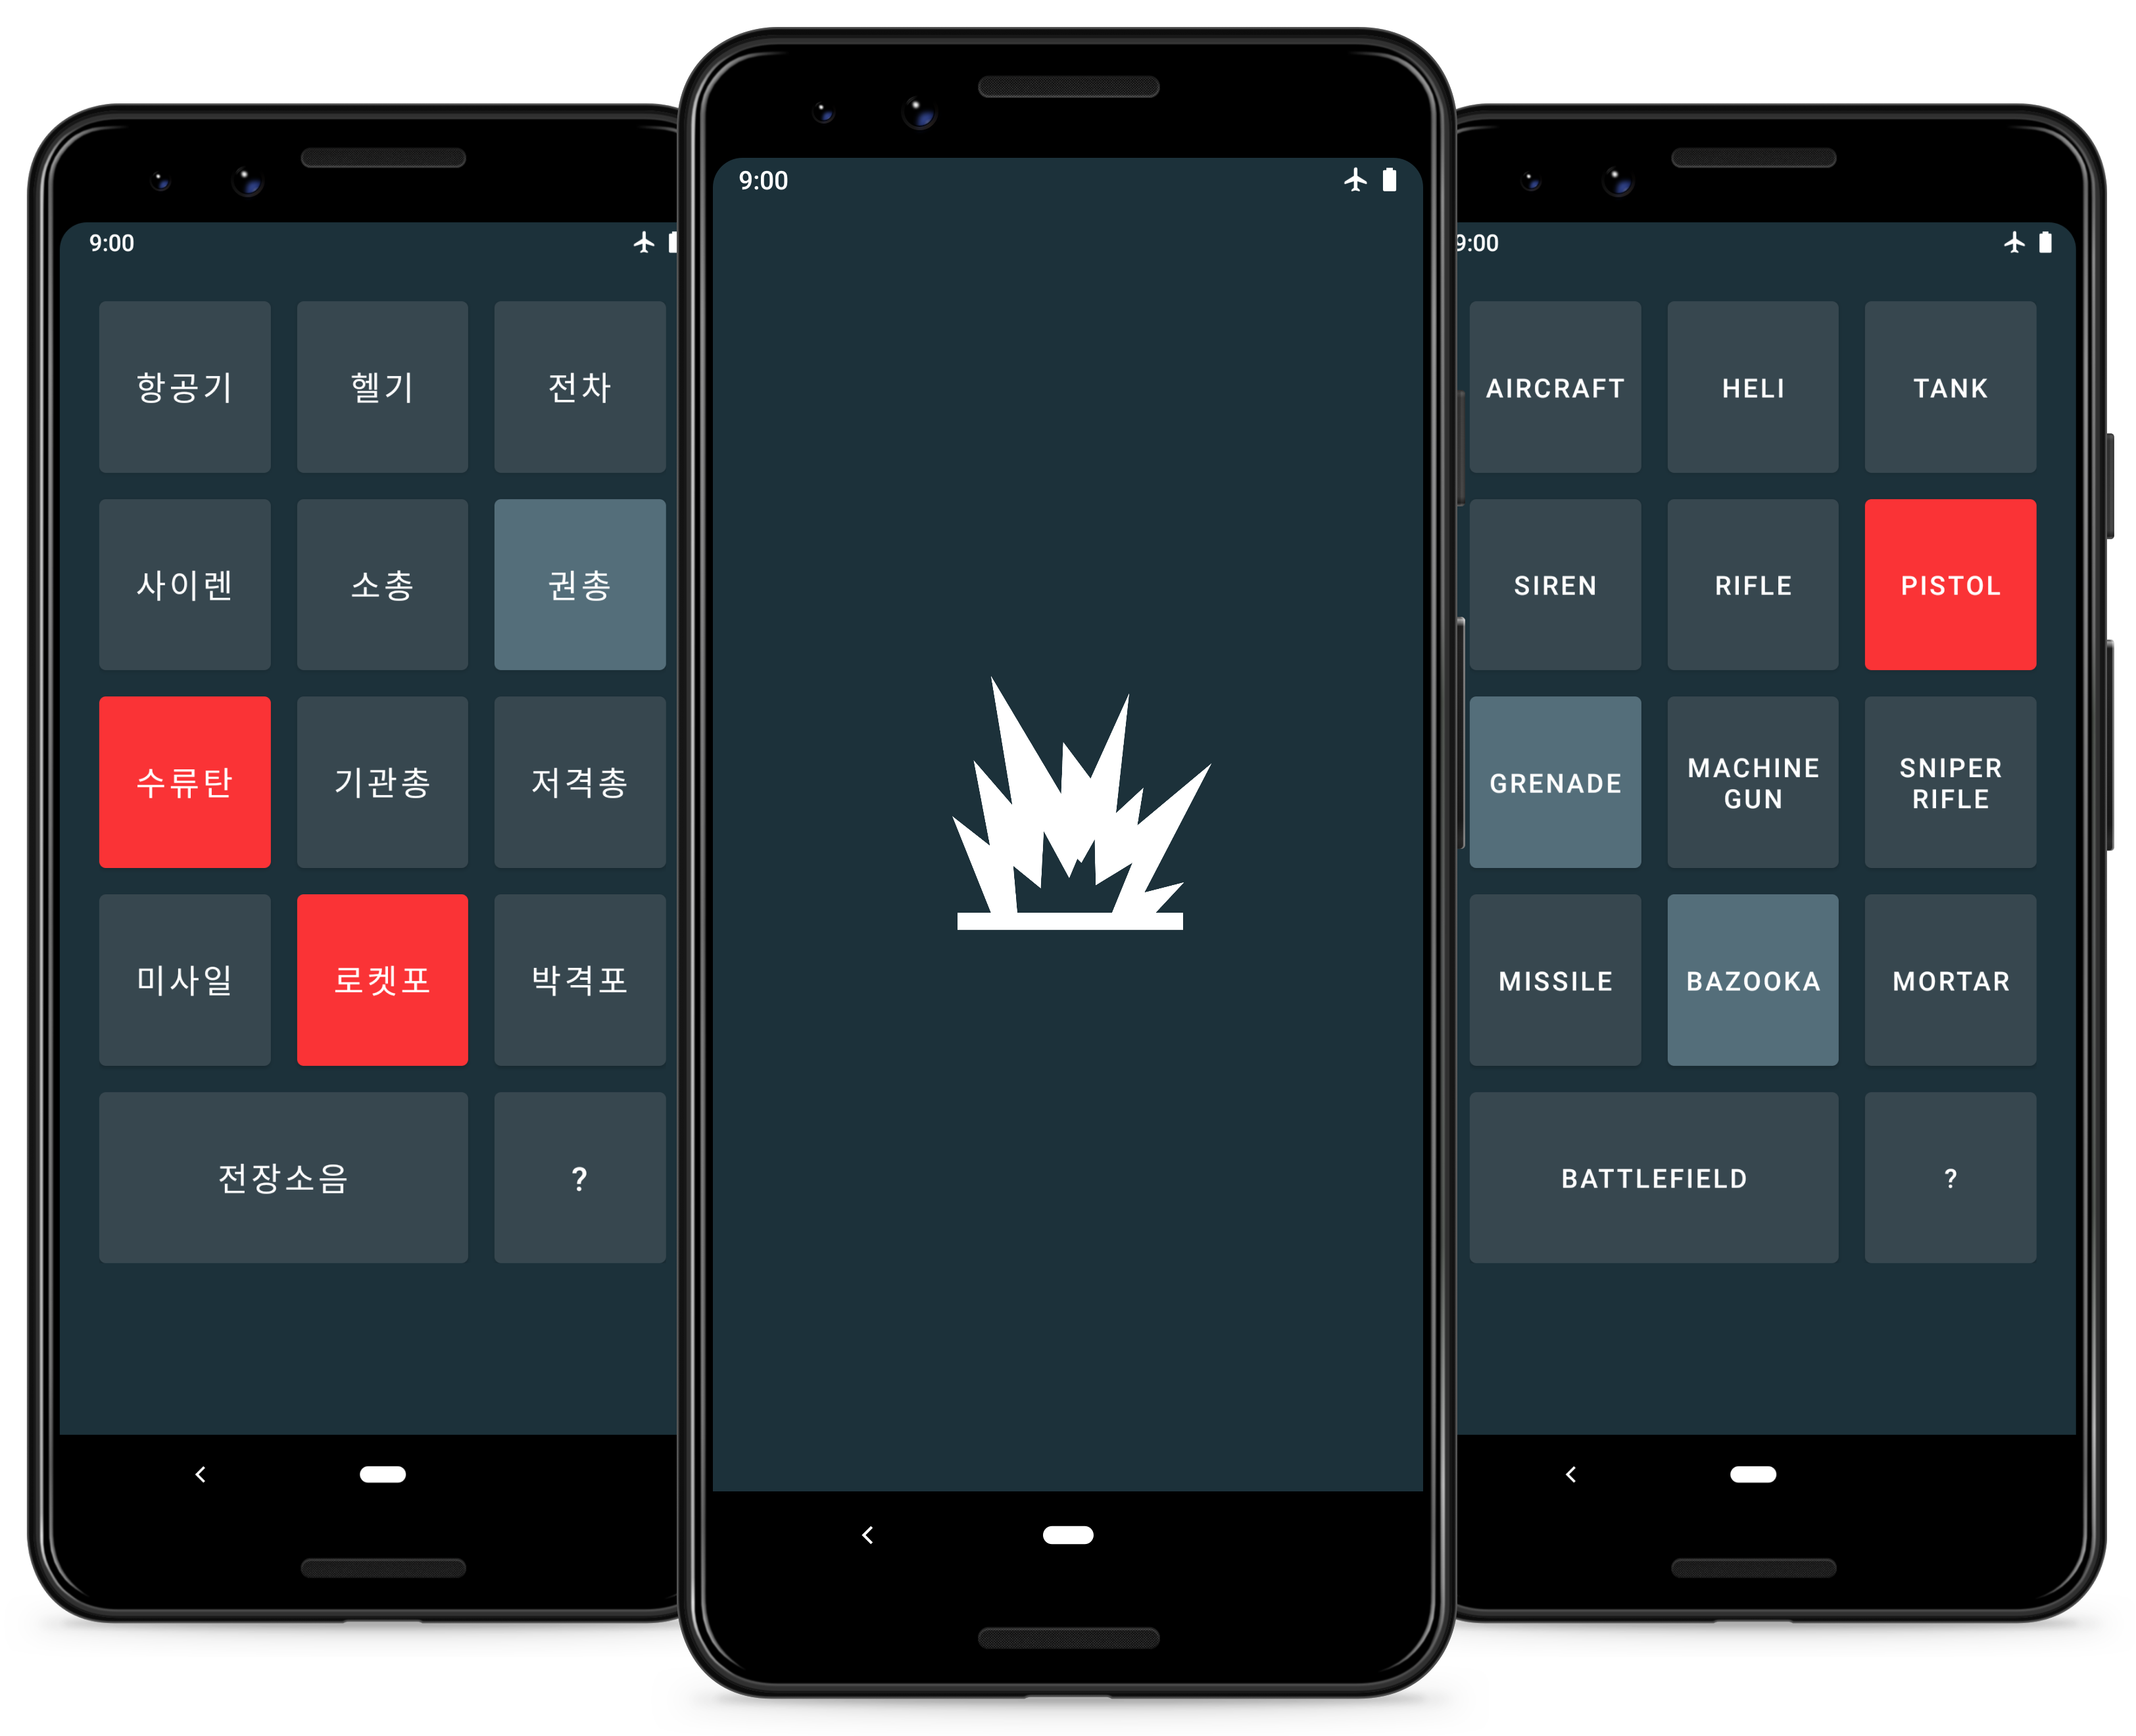 9:00
항공기
헬기
전차
사이렌
소총
권총
수류탄
기관총
저격총
미사일
로켓포
박격포
전장소음
?
9:00
9:00
AIRCRAFT
HELI
TANK
SIREN
RIFLE
PISTOL
GRENADE
MACHINE
GUN
SNIPER
RIFLE
MISSILE
BAZOOKA
MORTAR
BATTLEFIELD
?